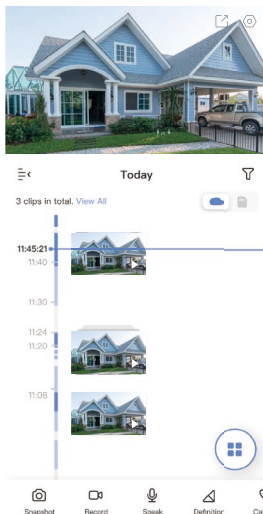 Today
3 clips in total. View All
11:45:21
11:40
11:30
11:24
11:20
11:08
Snapshot Record Speak Definition